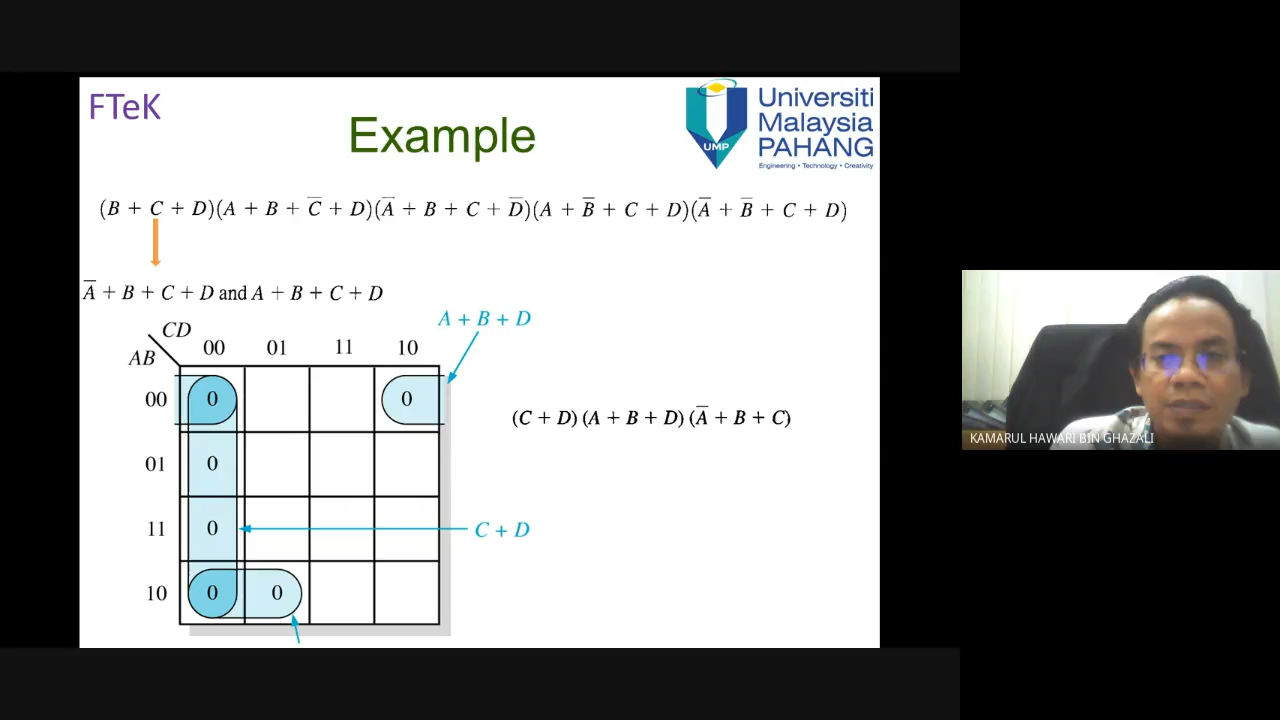 FTeK
Example
Universiti
Malaysia
PAHANG
UMP
Engineering • Technology • Creativity
(B + C + D)(A + B + C̅ + D)(A̅ + B + C + D̅)(A + B̅ + C + D)(A̅ + B̅ + C + D)
A̅ + B + C + D and A + B + C + D
A + B + D
CD
AB
00 01 11 10
00 0 0
(C + D) (A + B + D) (A̅ + B + C)
01 0
11 0
C + D
10 0 0
KAMARUL HAWARI BIN GHAZALI